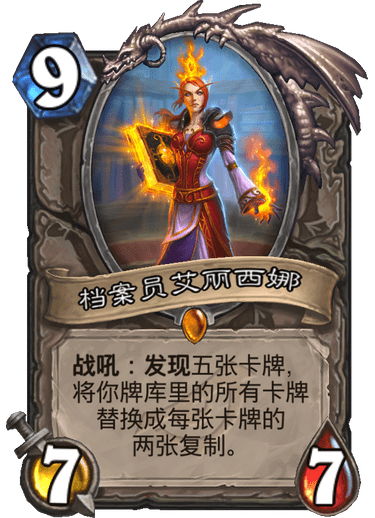 9
档案员艾丽西娜
战吼：发现五张卡牌，
将你牌库里的所有卡牌
替换成每张卡牌的
两张复制。
7
7